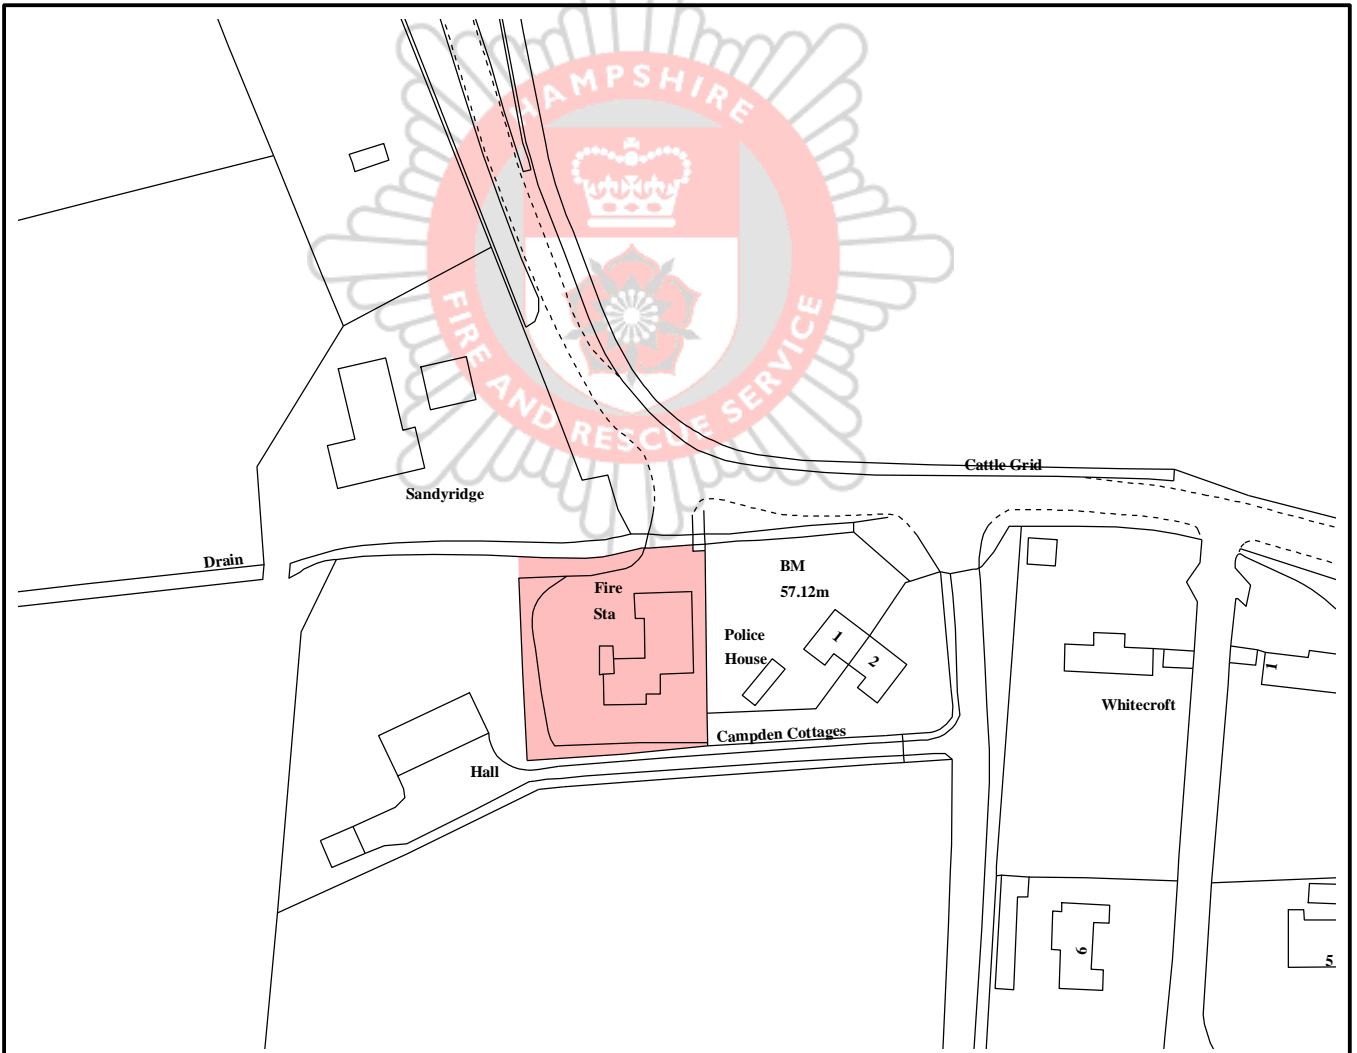 HAMPSHIRE
FIRE AND RESCUE SERVICE
Cattle Grid
Sandyridge
Drain
Fire
Sta
BM
57.12m
Police
House
1
2
1
Whitecroft
Campden Cottages
Hall
6
5